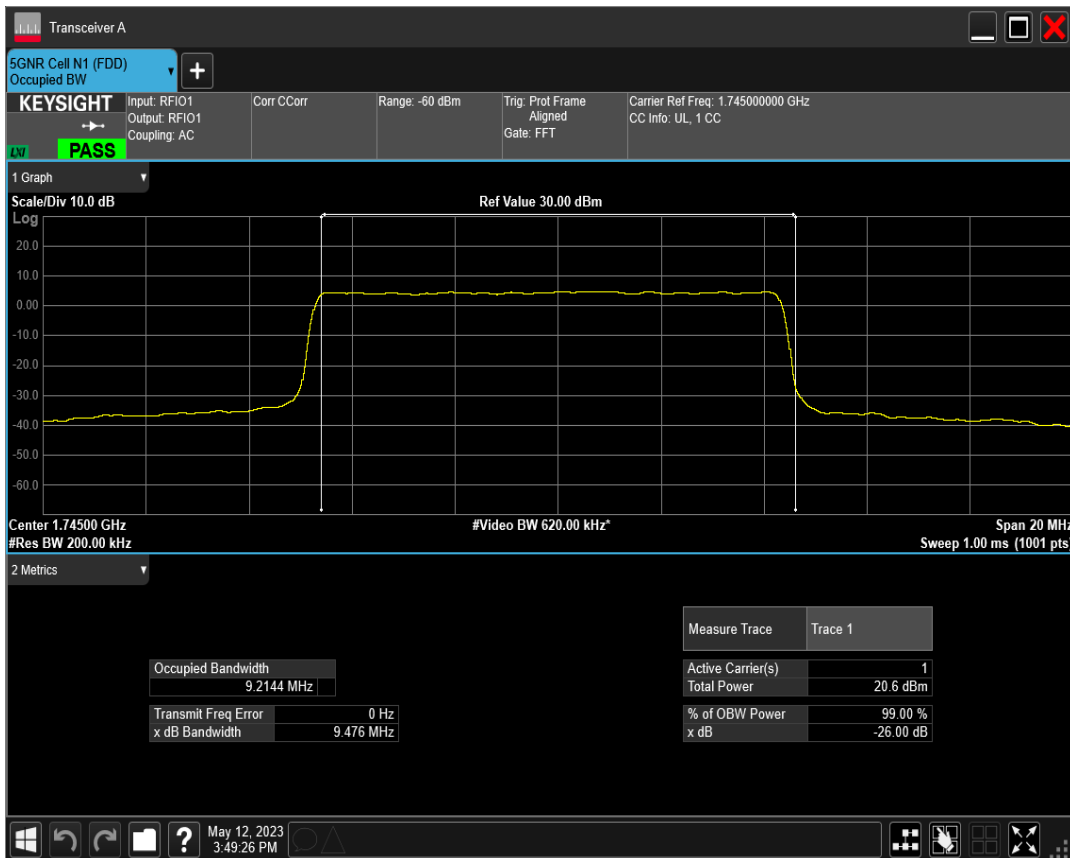 Transceiver A
5GNR Cell N1 (FDD)
Occupied BW
KEYSIGHT
LXI
PASS
Input: RFIO1
Output: RFIO1
Coupling: AC
Corr CCorr
Range: -60 dBm
Trig: Prot Frame
Aligned
Gate: FFT
Carrier Ref Freq: 1.745000000 GHz
CC Info: UL, 1 CC
1 Graph
Scale/Div 10.0 dB
Ref Value 30.00 dBm
Log
20.0
10.0
0.00
-10.0
-20.0
-30.0
-40.0
-50.0
-60.0
Center 1.74500 GHz
#Video BW 620.00 kHz*
Span 20 MHz
#Res BW 200.00 kHz
Sweep 1.00 ms (1001 pts)
2 Metrics
Measure Trace Trace 1
Occupied Bandwidth
9.2144 MHz
Active Carrier(s) 1
Total Power 20.6 dBm
Transmit Freq Error 0 Hz
x dB Bandwidth 9.476 MHz
% of OBW Power 99.00 %
x dB -26.00 dB
?
May 12, 2023
3:49:26 PM